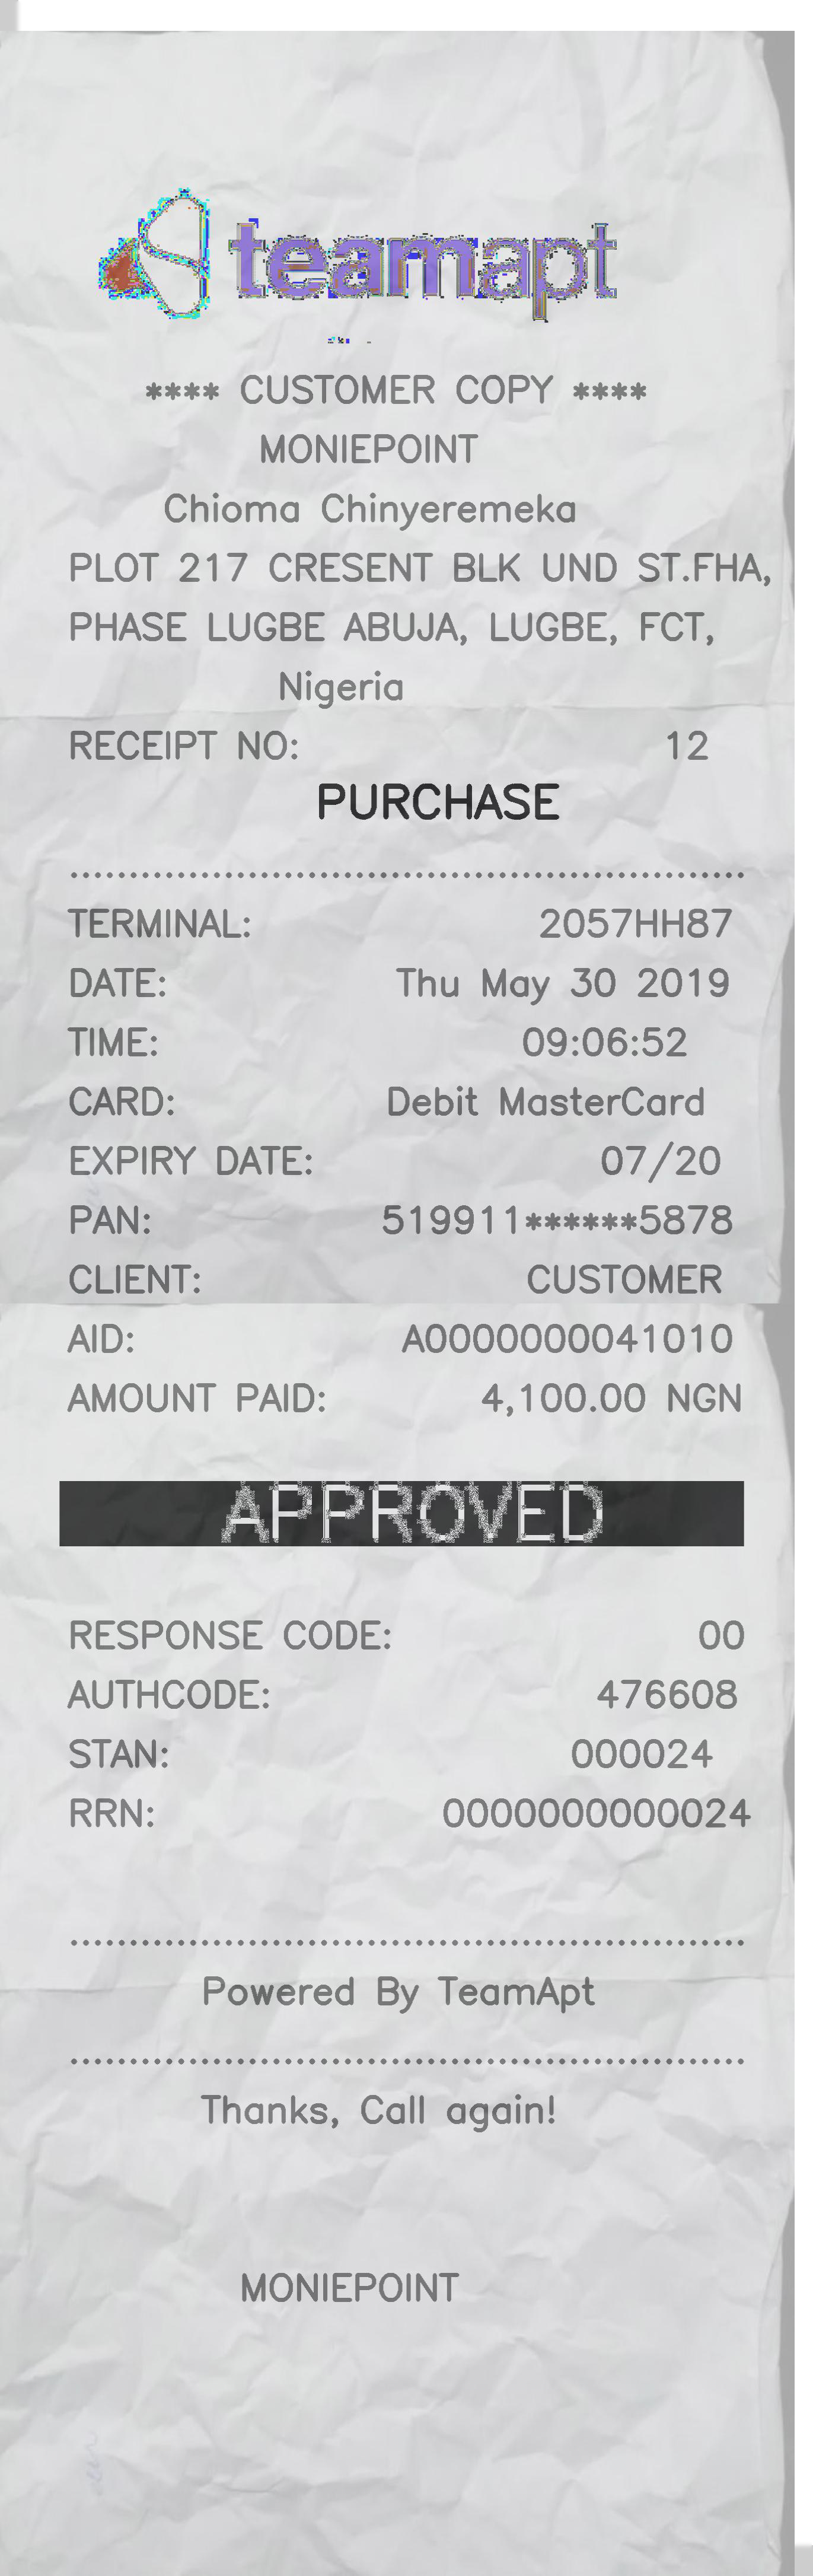 teamapt
**** CUSTOMER COPY ****
MONIEPOINT
Chioma Chinyeremeka
PLOT 217 CRESENT BLK UND ST.FHA,
PHASE LUGBE ABUJA, LUGBE, FCT,
Nigeria
RECEIPT NO: 12
PURCHASE
TERMINAL: 2057HH87
DATE: Thu May 30 2019
TIME: 09:06:52
CARD: Debit MasterCard
EXPIRY DATE: 07/20
PAN: 519911******5878
CLIENT: CUSTOMER
AID: A0000000041010
AMOUNT PAID: 4,100.00 NGN
APPROVED
RESPONSE CODE: 00
AUTHCODE: 476608
STAN: 000024
RRN: 0000000000024
Powered By TeamApt
Thanks, Call again!
MONIEPOINT